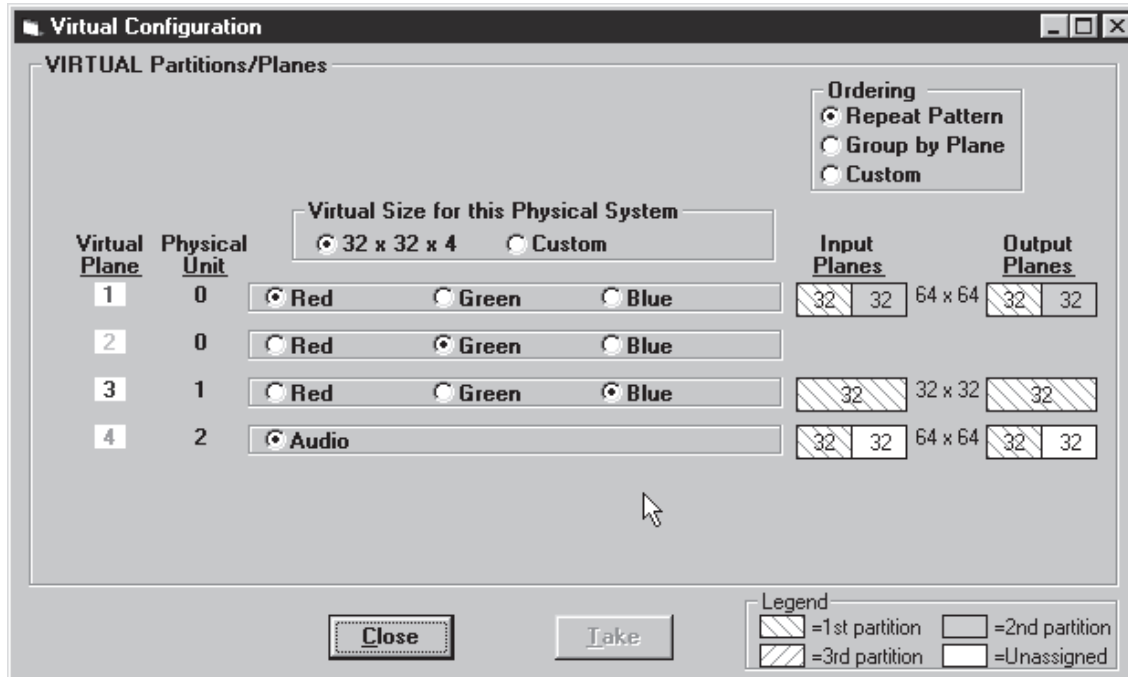 Virtual Configuration
VIRTUAL Partitions/Planes
Ordering
Repeat Pattern
Group by Plane
Custom
Virtual Size for this Physical System
32 x 32 x 4 Custom
Virtual Plane
Physical Unit
Input Planes
Output Planes
1 0 Red Green Blue 32 32 64 x 64 32 32
2 0 Red Green Blue
3 1 Red Green Blue 32 32 x 32 32
4 2 Audio 32 32 64 x 64 32 32
Close
Take
Legend
=1st partition =2nd partition
=3rd partition =Unassigned